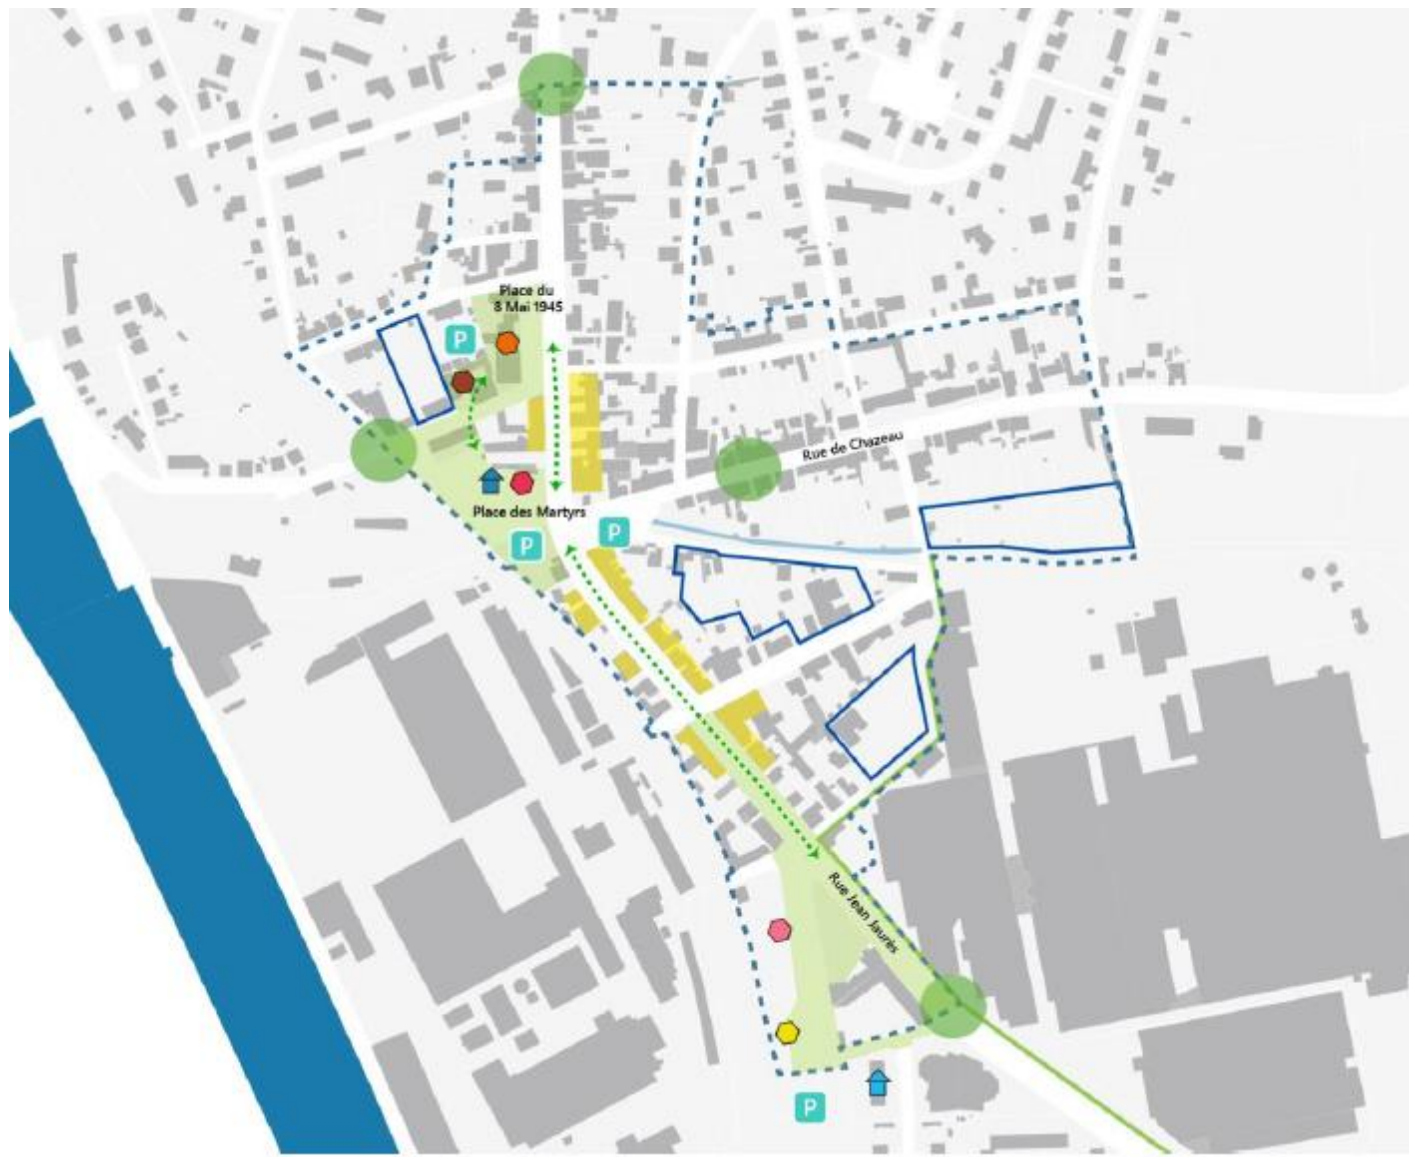 Place du
8 Mai 1945
P
Rue de Chazeau
Place des Martyrs
P
P
Rue Jean Jaurès
P